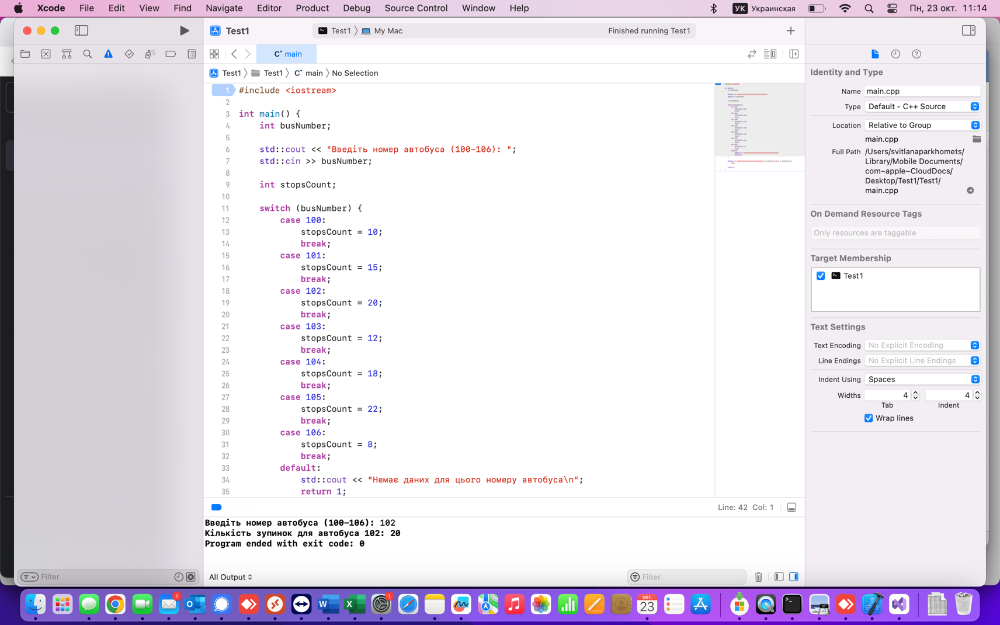 Xcode File Edit View Find Navigate Editor Product Debug Source Control Window Help
УК Украинская
Пн, 23 окт. 11:14
Test1
Test1 My Mac
Finished running Test1
C+ main
Test1 Test1 C+ main No Selection
1 #include <iostream>
2
3 int main() {
4 int busNumber;
5
6 std::cout << "Введіть номер автобуса (100-106): ";
7 std::cin >> busNumber;
8
9 int stopsCount;
10
11 switch (busNumber) {
12 case 100:
13 stopsCount = 10;
14 break;
15 case 101:
16 stopsCount = 15;
17 break;
18 case 102:
19 stopsCount = 20;
20 break;
21 case 103:
22 stopsCount = 12;
23 break;
24 case 104:
25 stopsCount = 18;
26 break;
27 case 105:
28 stopsCount = 22;
29 break;
30 case 106:
31 stopsCount = 8;
32 break;
33 default:
34 std::cout << "Немає даних для цього номеру автобуса\n";
35 return 1;
Line: 42 Col: 1
Введіть номер автобуса (100-106): 102
Кількість зупинок для автобуса 102: 20
Program ended with exit code: 0
Filter
All Output
Filter
Identity and Type
Name main.cpp
Type Default - C++ Source
Location Relative to Group
main.cpp
Full Path /Users/svitlanaparkhomets/
Library/Mobile Documents/
com~apple~CloudDocs/
Desktop/Test1/Test1/
main.cpp
On Demand Resource Tags
Only resources are taggable
Target Membership
Test1
Text Settings
Text Encoding No Explicit Encoding
Line Endings No Explicit Line Endings
Indent Using Spaces
Widths 4 4
Tab Indent
Wrap lines
1
1
ОКТ.
23